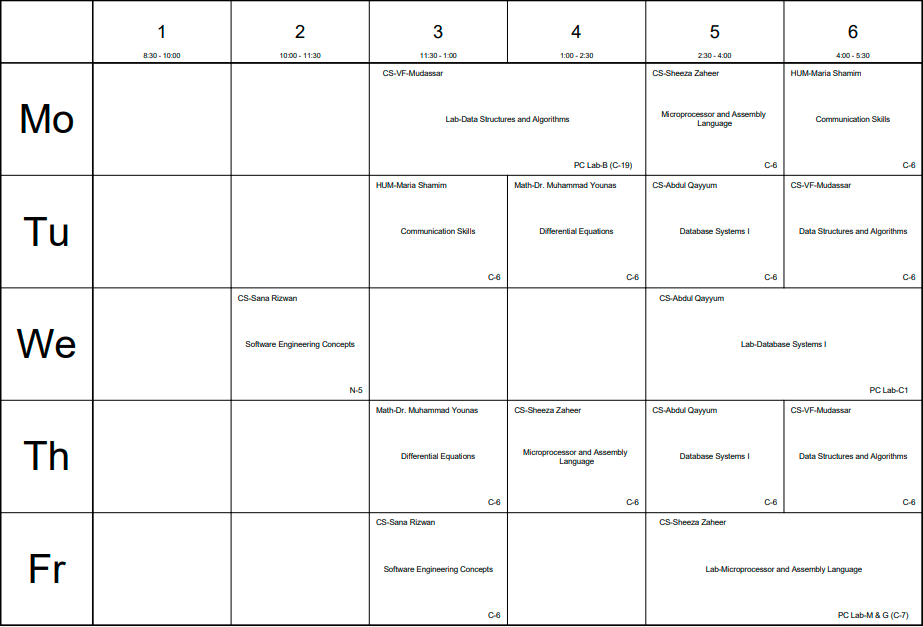 1 2 3 4 5 6
8:30 - 10:00 10:00 - 11:30 11:30 - 1:00 1:00 - 2:30 2:30 - 4:00 4:00 - 5:30
Mo
CS-VF-Mudassar
Lab-Data Structures and Algorithms
PC Lab-B (C-19)
CS-Sheeza Zaheer
Microprocessor and Assembly
Language
C-6
HUM-Maria Shamim
Communication Skills
C-6
Tu
HUM-Maria Shamim
Communication Skills
C-6
Math-Dr. Muhammad Younas
Differential Equations
C-6
CS-Abdul Qayyum
Database Systems I
C-6
CS-VF-Mudassar
Data Structures and Algorithms
C-6
We
CS-Sana Rizwan
Software Engineering Concepts
N-5
CS-Abdul Qayyum
Lab-Database Systems I
PC Lab-C1
Th
Math-Dr. Muhammad Younas
Differential Equations
C-6
CS-Sheeza Zaheer
Microprocessor and Assembly
Language
C-6
CS-Abdul Qayyum
Database Systems I
C-6
CS-VF-Mudassar
Data Structures and Algorithms
C-6
Fr
CS-Sana Rizwan
Software Engineering Concepts
C-6
CS-Sheeza Zaheer
Lab-Microprocessor and Assembly Language
PC Lab-M & G (C-7)